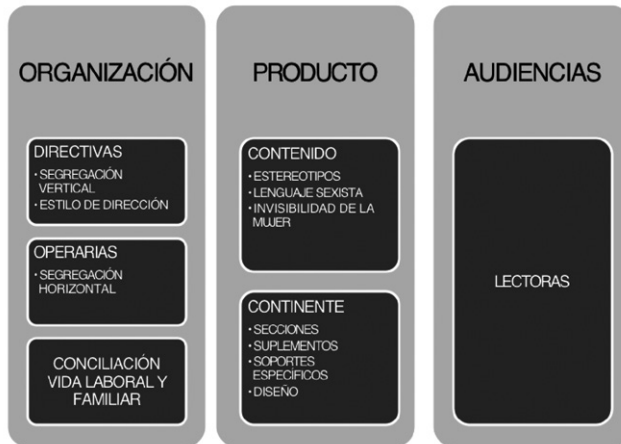 ORGANIZACIÓN
DIRECTIVAS
• SEGREGACIÓN
VERTICAL
• ESTILO DE DIRECCIÓN
OPERARIAS
• SEGREGACIÓN
HORIZONTAL
CONCILIACIÓN
VIDA LABORAL Y
FAMILIAR
PRODUCTO
CONTENIDO
• ESTEREOTIPOS
• LENGUAJE SEXISTA
• INVISIBILIDAD DE LA
MUJER
CONTINENTE
• SECCIONES
• SUPLEMENTOS
• SOPORTES
ESPECÍFICOS
• DISEÑO
AUDIENCIAS
LECTORAS